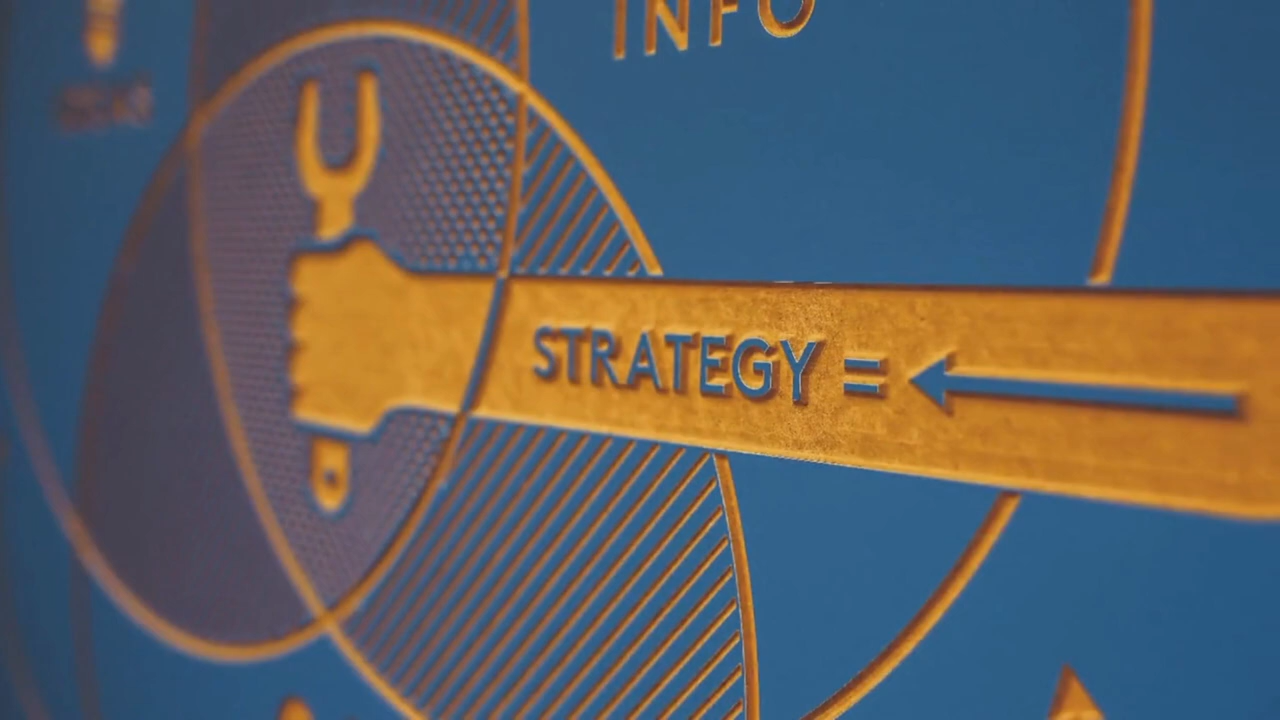 INFO
STRATEGY =